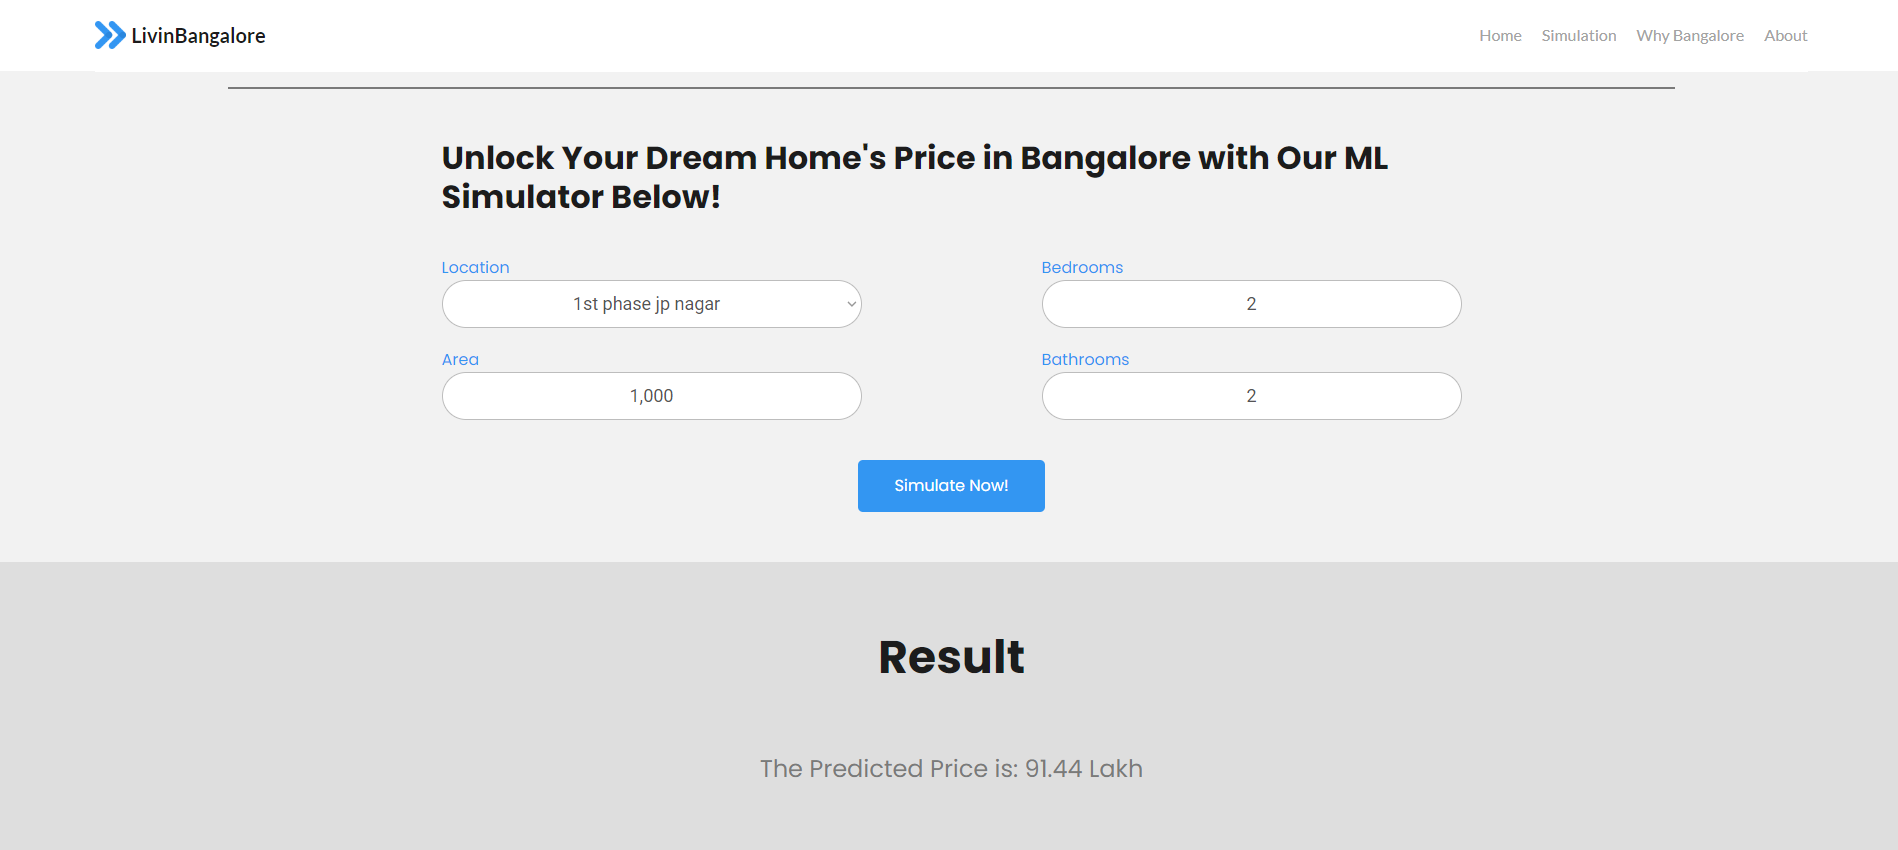 LivinBangalore
Home Simulation Why Bangalore About
Unlock Your Dream Home's Price in Bangalore with Our ML
Simulator Below!
Location
1st phase jp nagar
Bedrooms
2
Area
1,000
Bathrooms
2
Simulate Now!
Result
The Predicted Price is: 91.44 Lakh